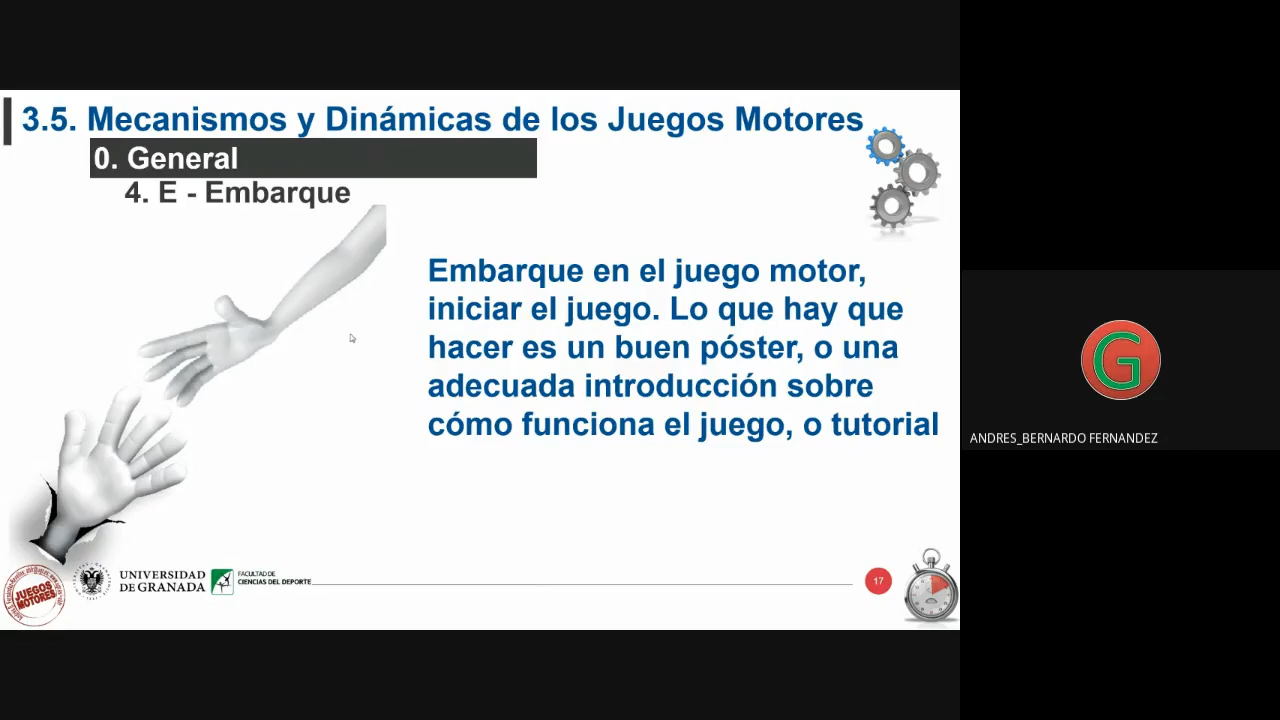 3.5. Mecanismos y Dinámicas de los Juegos Motores
0. General
4. E - Embarque
Embarque en el juego motor,
iniciar el juego. Lo que hay que
hacer es un buen póster, o una
adecuada introducción sobre
cómo funciona el juego, o tutorial
G
ANDRES_BERNARDO FERNANDEZ
JUEGOS
MOTORES
UNIVERSIDAD
DE GRANADA
FACULTAD DE
CIENCIAS DEL DEPORTE
17